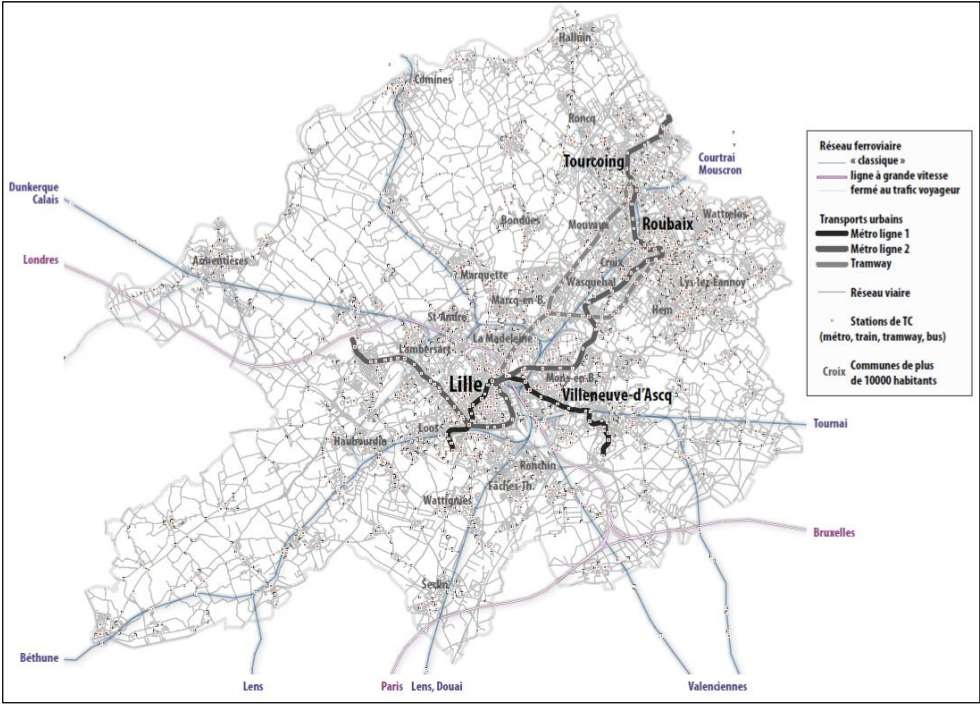 Halluin
Comines
Roncq
Tourcoing
Courtrai
Mouscron
Dunkerque
Calais
Bondues
Mouvaux
Roubaix
Wattrelos
Londres
Armentières
Marquette
Croix
Wasquehal
Lys-lez-Lannoy
Marcq-en-B.
Hem
St-André
La Madeleine
Lambersart
Lille
Mons-en-B.
Villeneuve-d'Ascq
Tournai
Loos
Haubourdin
Ronchin
Faches-Th.
Wattignies
Bruxelles
Seclin
Béthune
Lens
Paris
Lens, Douai
Valenciennes
Réseau ferroviaire
« classique »
ligne à grande vitesse
fermé au trafic voyageur
Transports urbains
Métro ligne 1
Métro ligne 2
Tramway
Réseau viaire
Stations de TC
(métro, train, tramway, bus)
Croix Communes de plus
de 10000 habitants